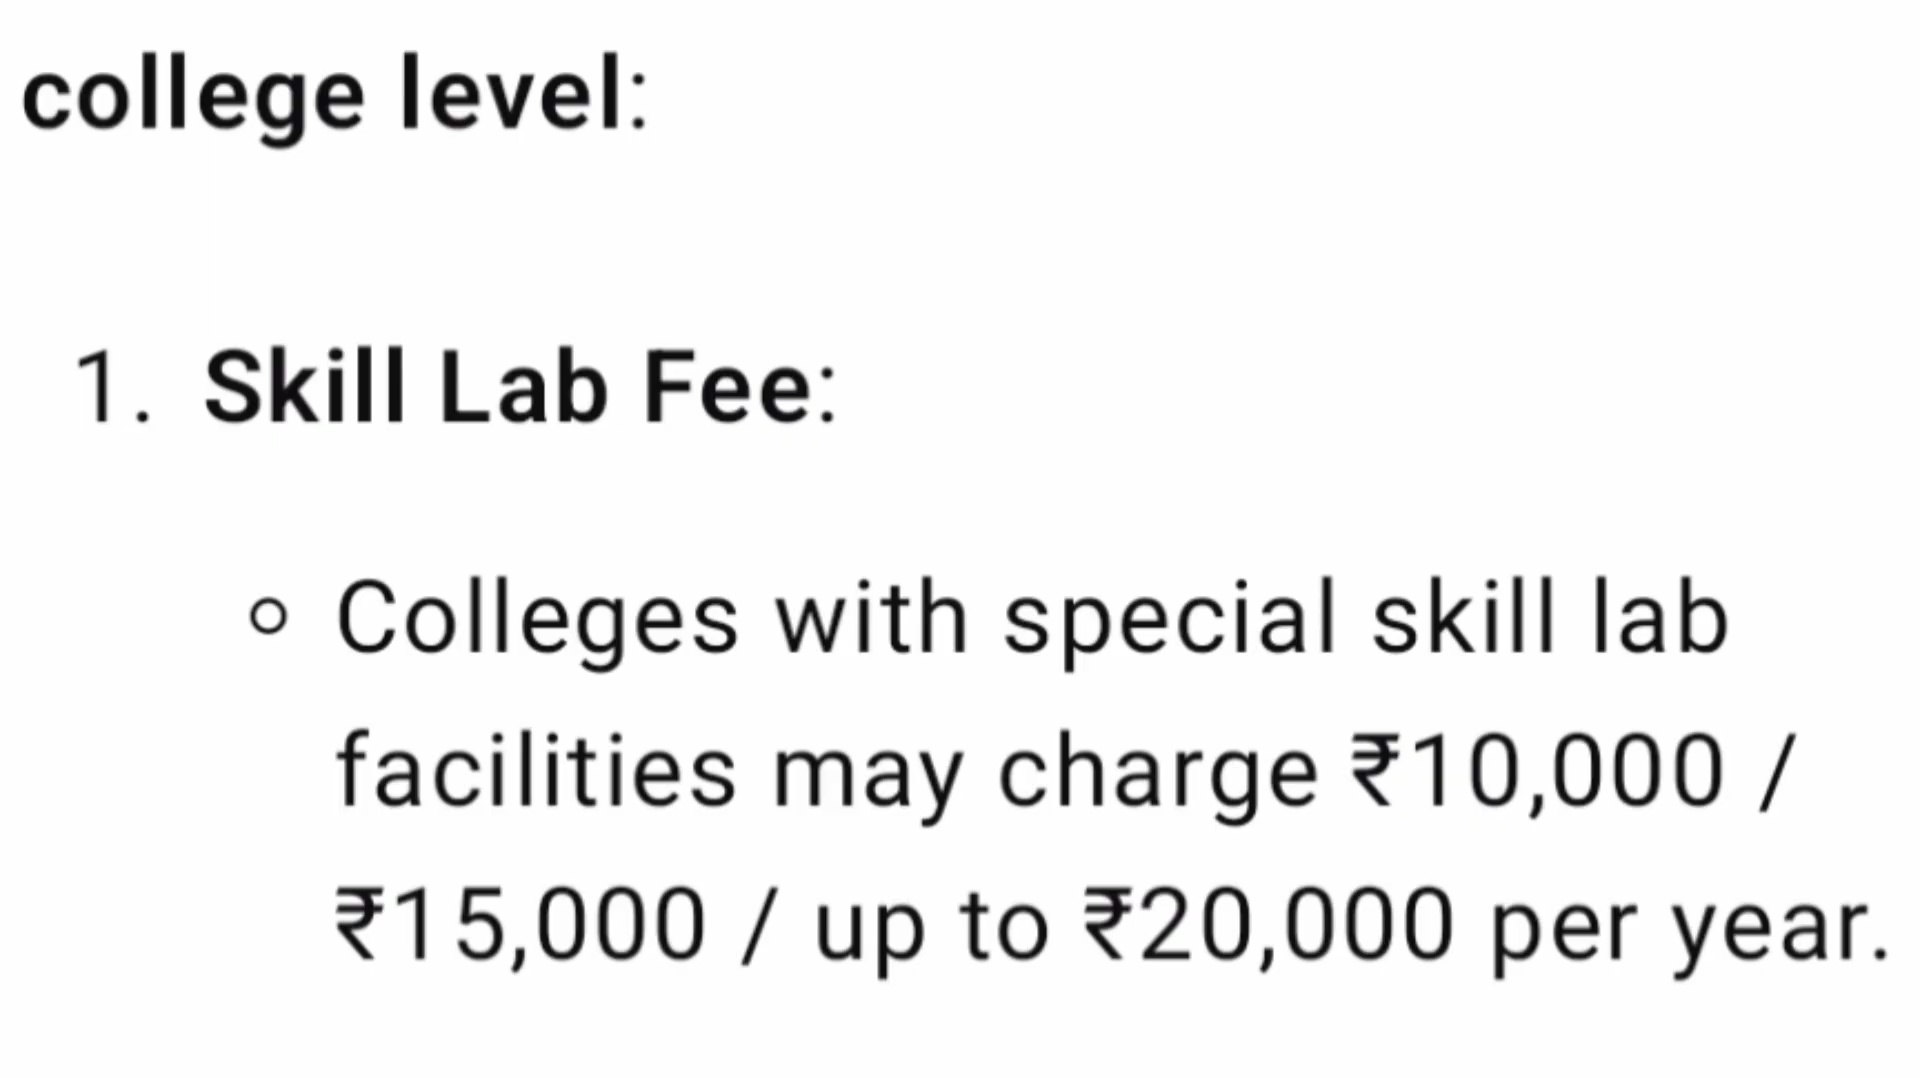 college level:
1. Skill Lab Fee:
○ Colleges with special skill lab
facilities may charge ₹10,000 /
₹15,000 / up to ₹20,000 per year.